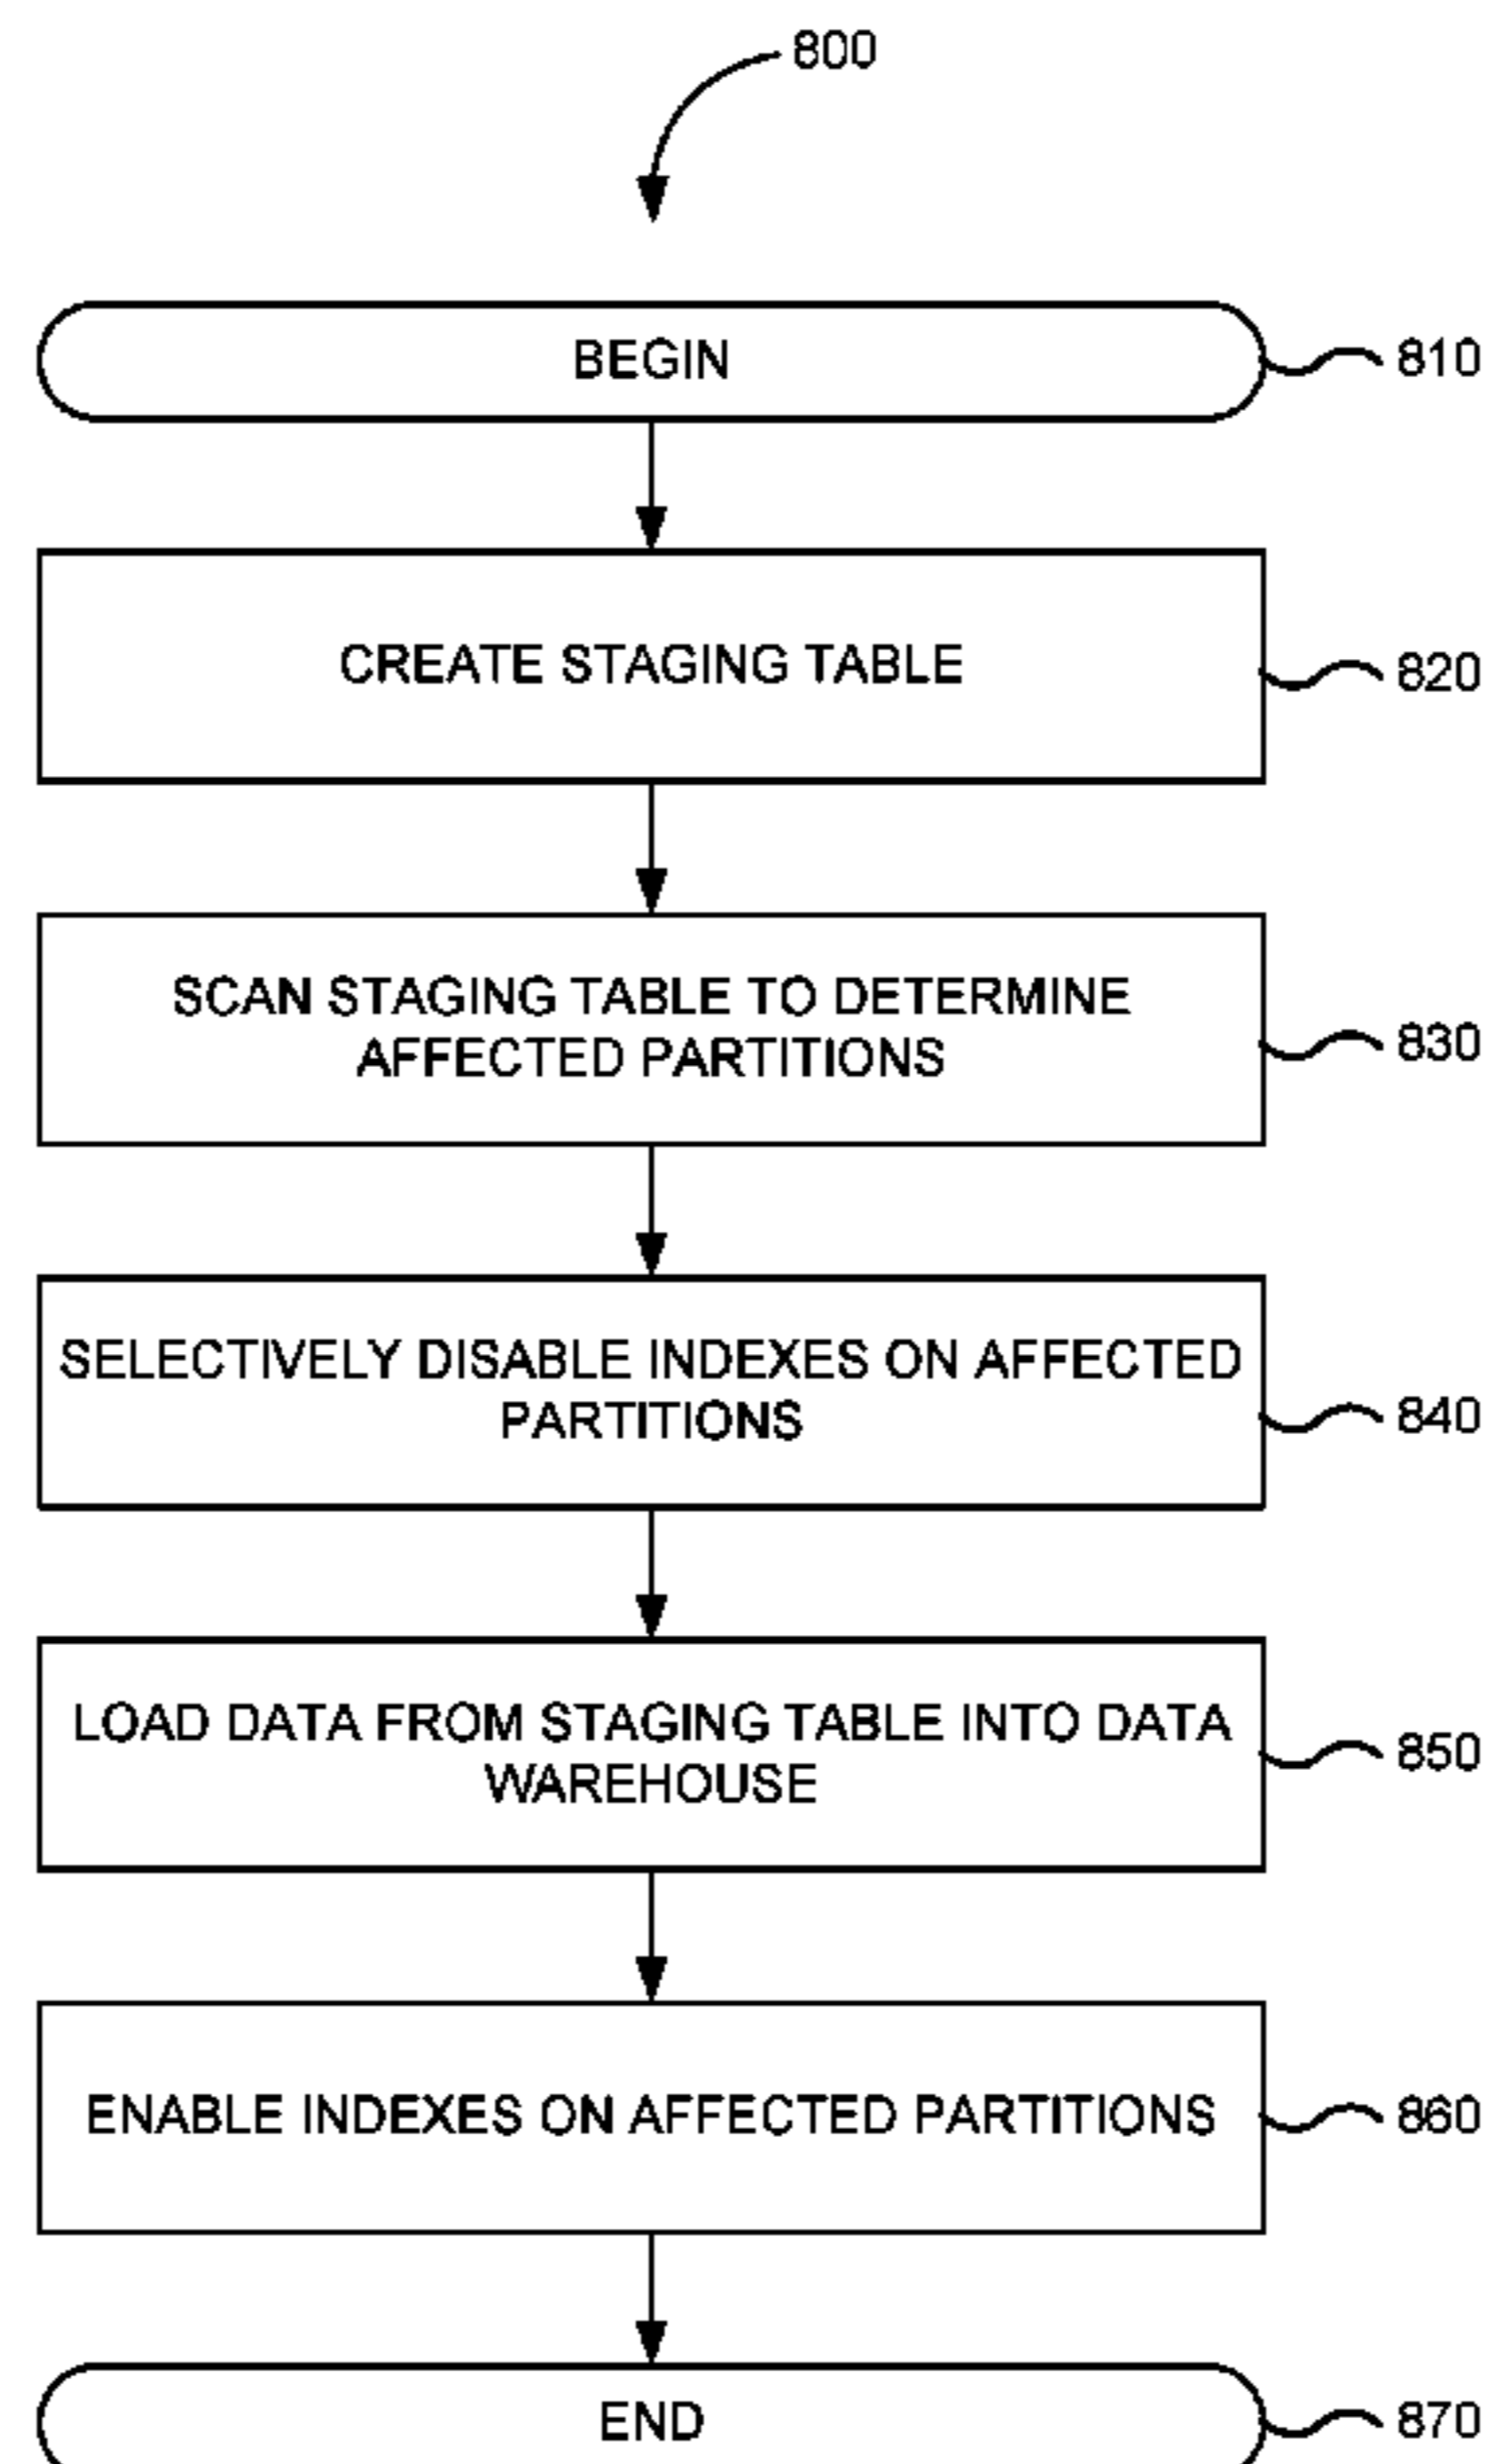 800
BEGIN
810
CREATE STAGING TABLE
820
SCAN STAGING TABLE TO DETERMINE
AFFECTED PARTITIONS
830
SELECTIVELY DISABLE INDEXES ON AFFECTED
PARTITIONS
840
LOAD DATA FROM STAGING TABLE INTO DATA
WAREHOUSE
850
ENABLE INDEXES ON AFFECTED PARTITIONS
860
END
870